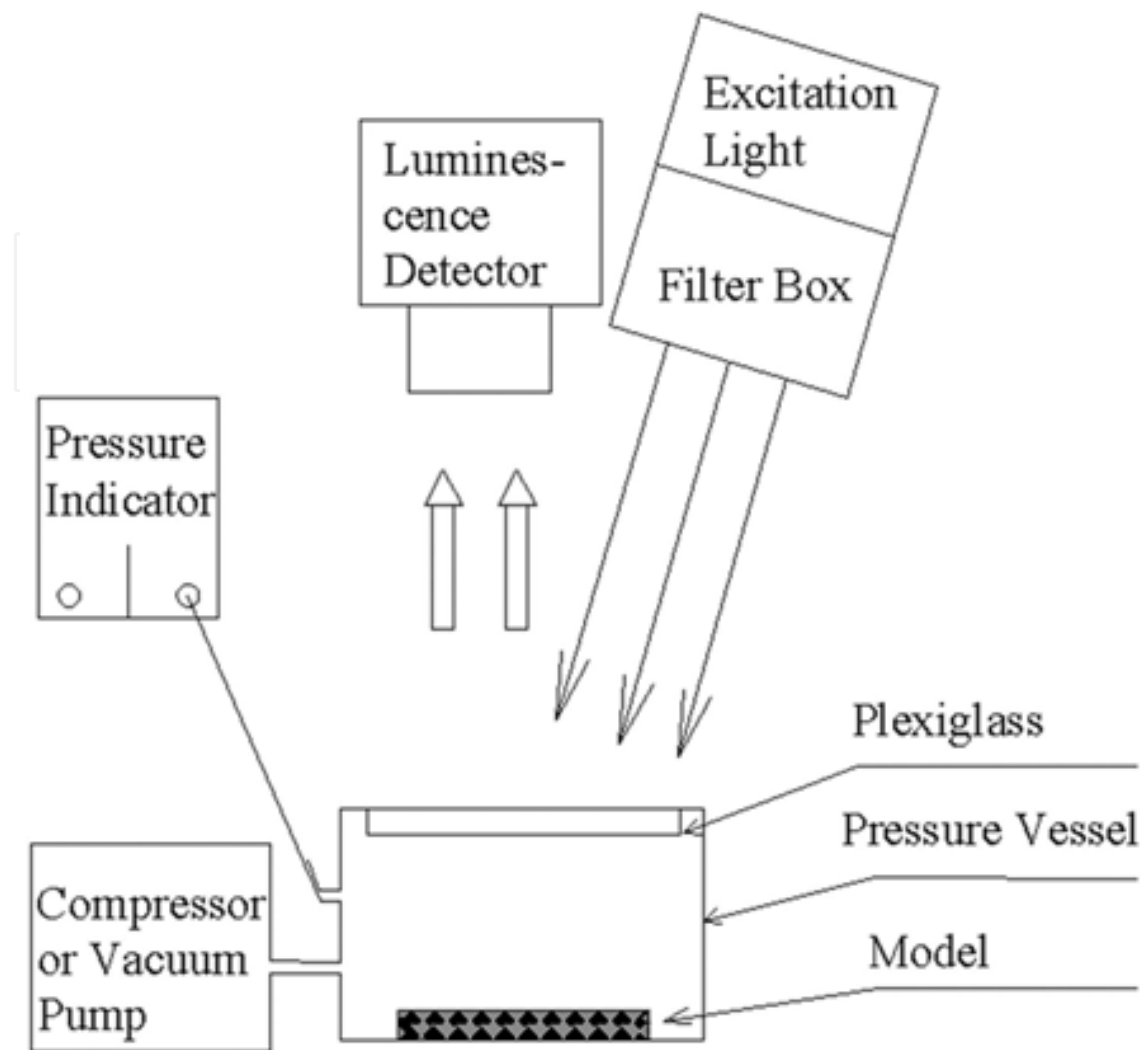 Excitation
Light
Lumines-
cence
Detector
Filter Box
Pressure
Indicator
Plexiglass
Pressure Vessel
Compressor
or Vacuum
Pump
Model